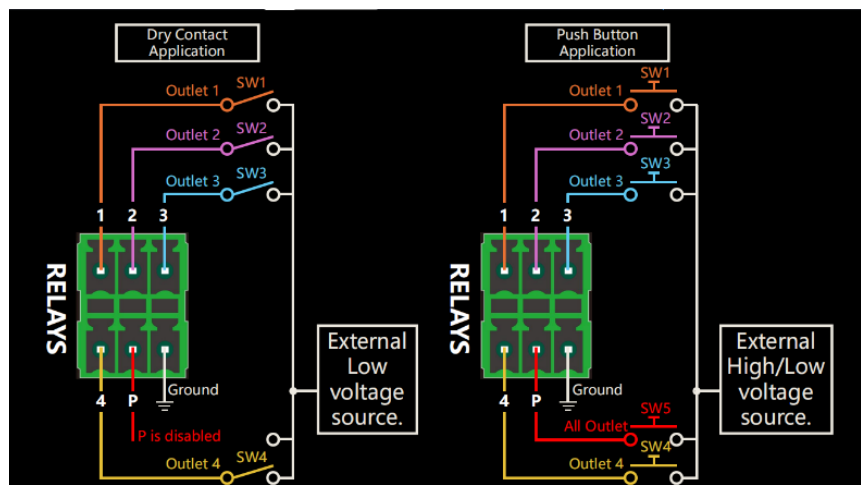 Dry Contact
Application
Outlet 1
SW1
Outlet 2
SW2
Outlet 3
SW3
1 2 3
RELAYS
4 P
Ground
P is disabled
External
Low
voltage
source.
Outlet 4
SW4
Push Button
Application
Outlet 1
SW1
Outlet 2
SW2
Outlet 3
SW3
1 2 3
RELAYS
4 P
Ground
External
High/Low
voltage
source.
All Outlet
SW5
Outlet 4
SW4